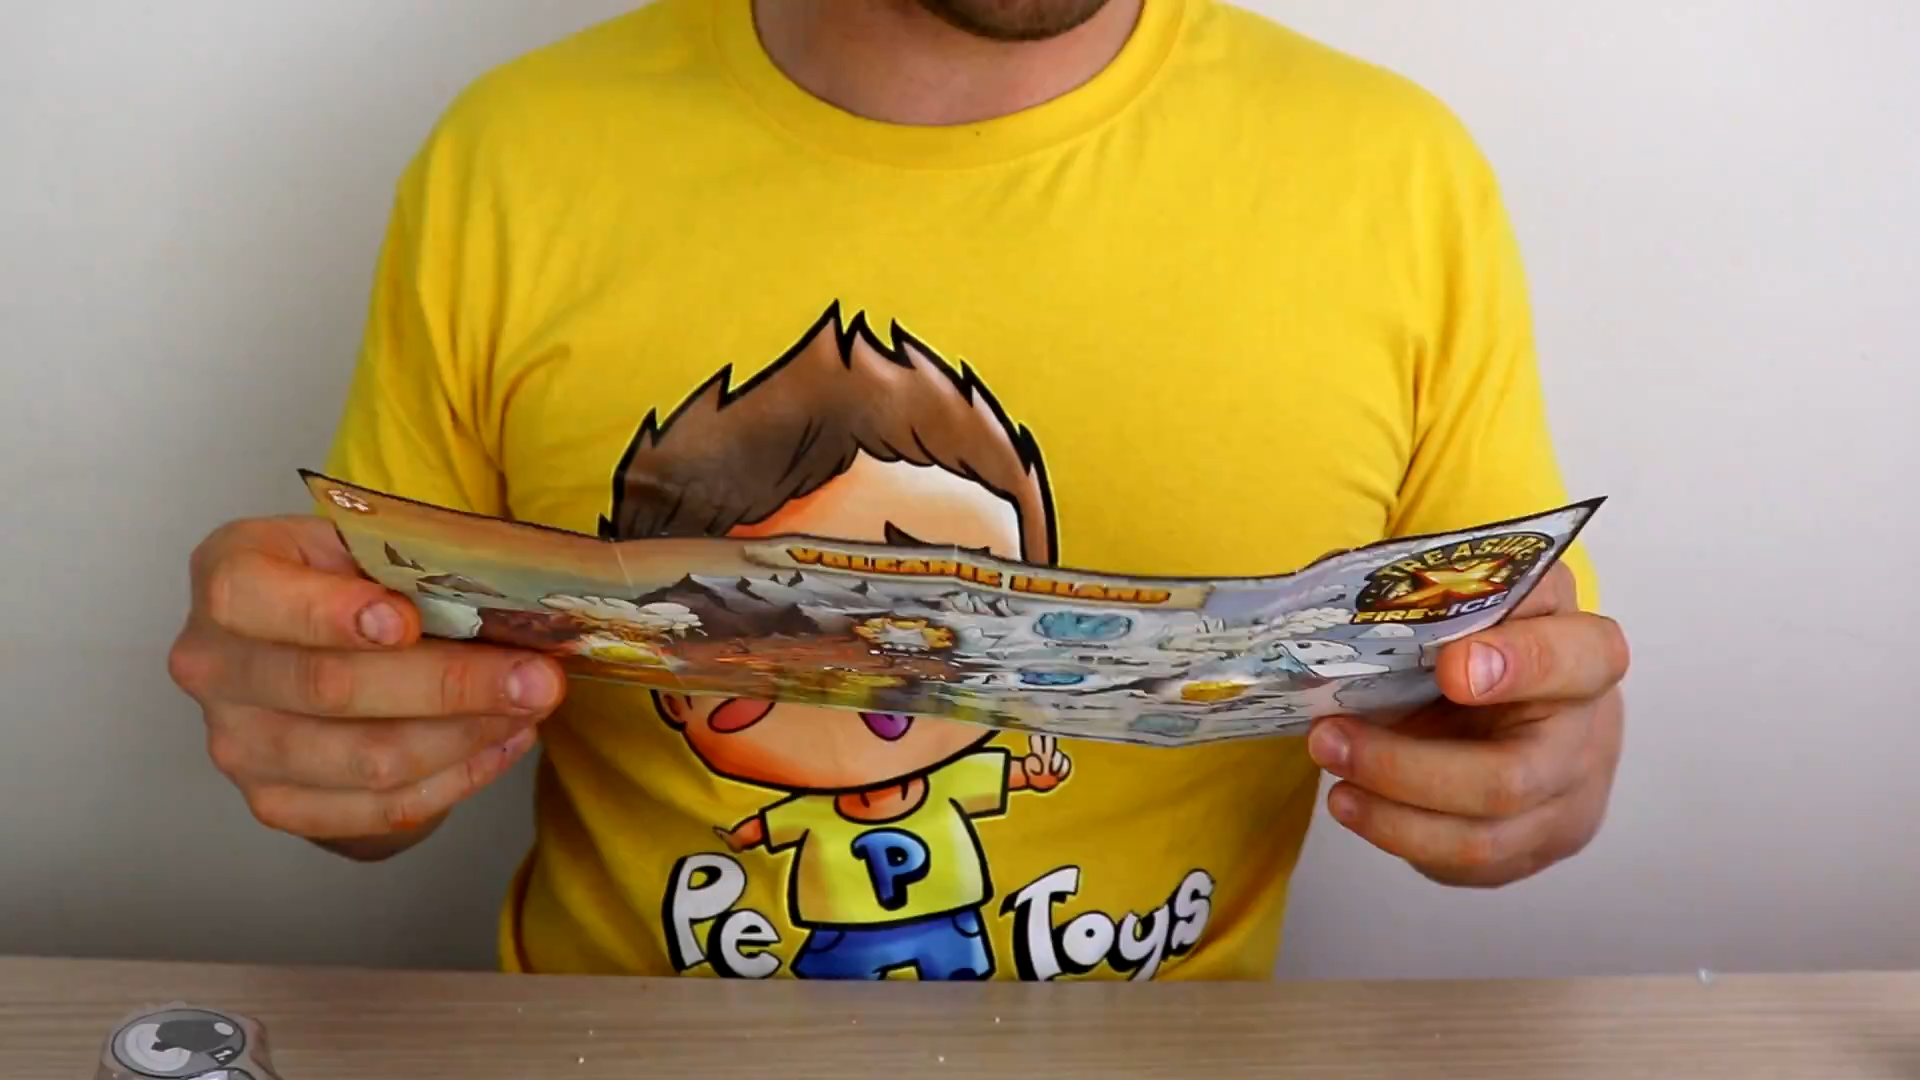 VOLCANIC ISLAND
TREASURE
X
FIRE VS ICE
P
Pe Toys